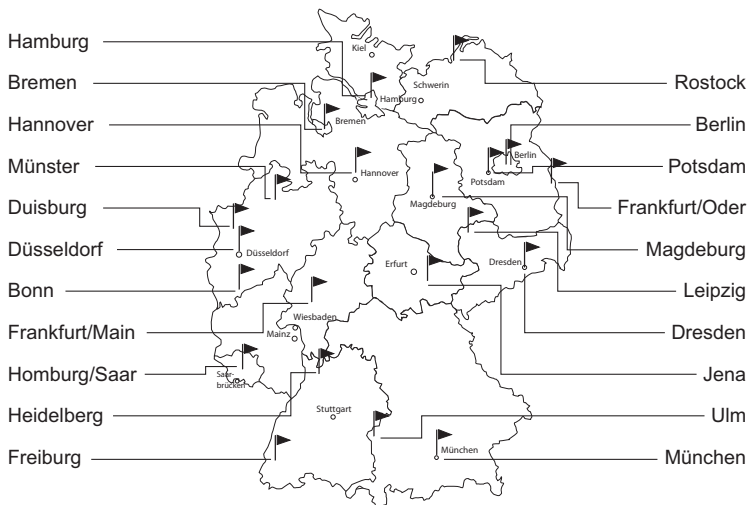 Hamburg
Bremen
Hannover
Münster
Duisburg
Düsseldorf
Bonn
Frankfurt/Main
Homburg/Saar
Heidelberg
Freiburg
Kiel
Schwerin
Hamburg
Bremen
Berlin
Hannover
Potsdam
Magdeburg
Düsseldorf
Erfurt
Dresden
Wiesbaden
Mainz
Saar-
brücken
Stuttgart
München
Rostock
Berlin
Potsdam
Frankfurt/Oder
Magdeburg
Leipzig
Dresden
Jena
Ulm
München